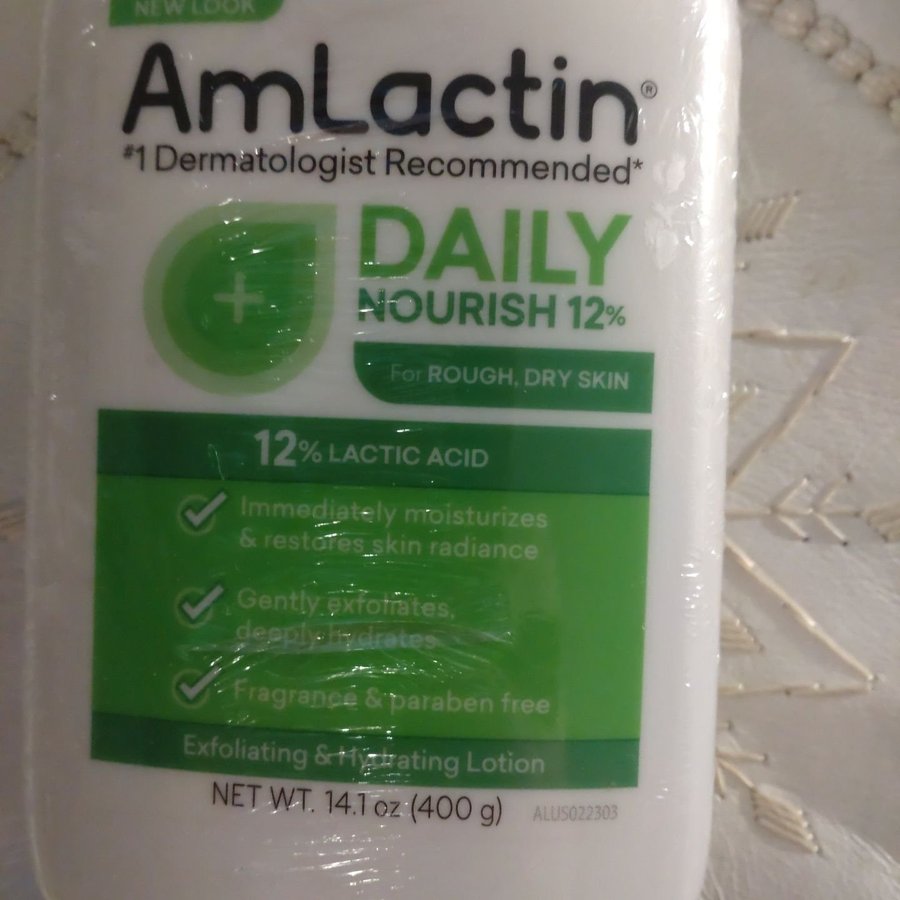 NEW LOOK
AmLactin®
#1 Dermatologist Recommended*
DAILY
NOURISH 12%
For ROUGH, DRY SKIN
12% LACTIC ACID
Immediately moisturizes
& restores skin radiance
Gently exfoliates,
deeply hydrates
Fragrance & paraben free
Exfoliating & Hydrating Lotion
NET WT. 14.1 oz (400 g) ALUS022303